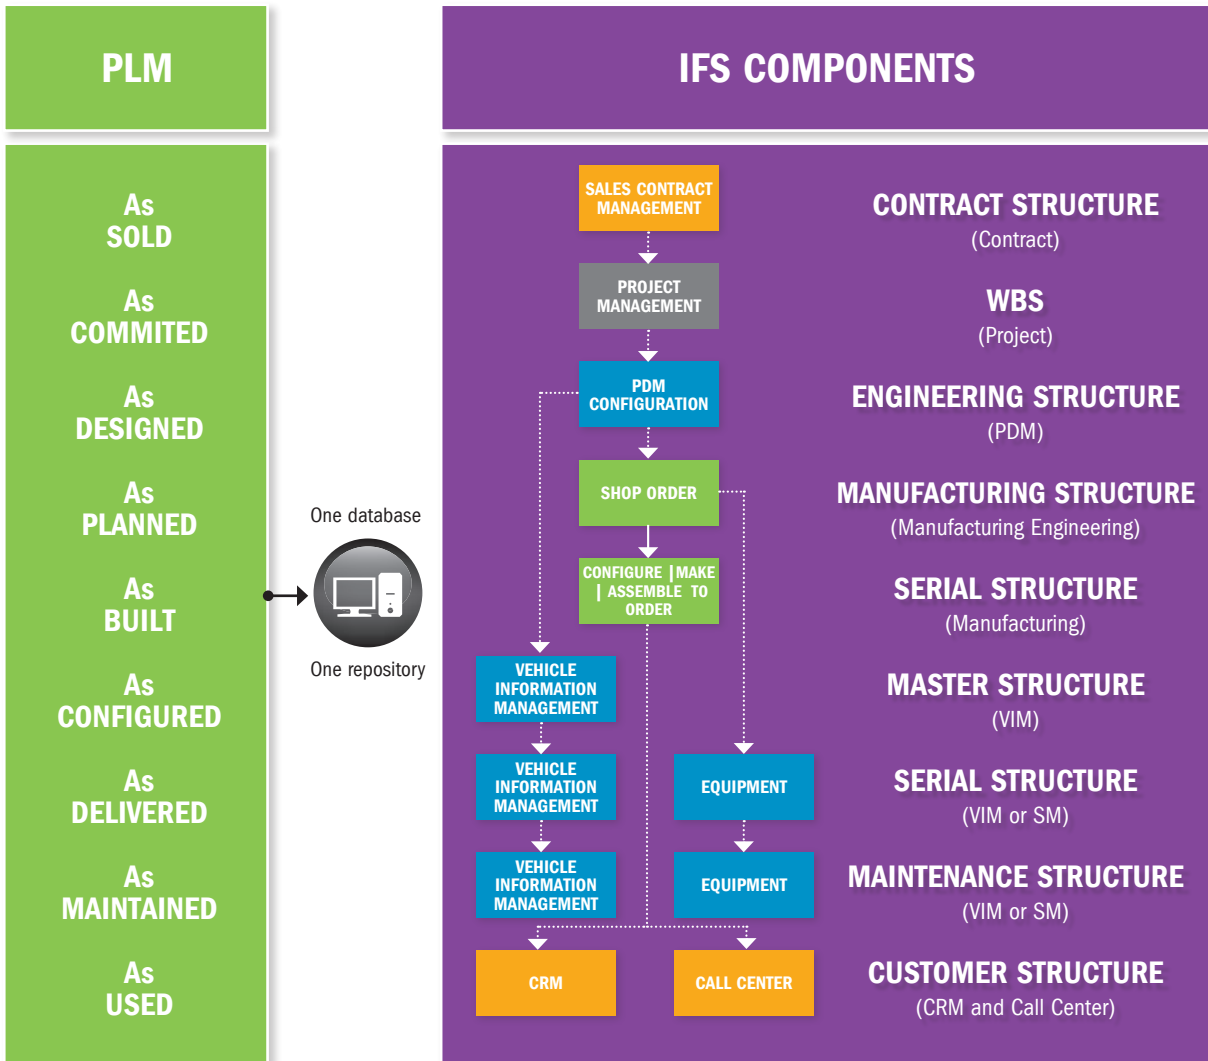 PLM
IFS COMPONENTS
As
SOLD
As
COMMITED
As
DESIGNED
As
PLANNED
As
BUILT
As
CONFIGURED
As
DELIVERED
As
MAINTAINED
As
USED
One database
One repository
SALES CONTRACT
MANAGEMENT
PROJECT
MANAGEMENT
PDM
CONFIGURATION
SHOP ORDER
CONFIGURE |MAKE
| ASSEMBLE TO
ORDER
VEHICLE
INFORMATION
MANAGEMENT
VEHICLE
INFORMATION
MANAGEMENT
EQUIPMENT
VEHICLE
INFORMATION
MANAGEMENT
EQUIPMENT
CRM
CALL CENTER
CONTRACT STRUCTURE
(Contract)
WBS
(Project)
ENGINEERING STRUCTURE
(PDM)
MANUFACTURING STRUCTURE
(Manufacturing Engineering)
SERIAL STRUCTURE
(Manufacturing)
MASTER STRUCTURE
(VIM)
SERIAL STRUCTURE
(VIM or SM)
MAINTENANCE STRUCTURE
(VIM or SM)
CUSTOMER STRUCTURE
(CRM and Call Center)